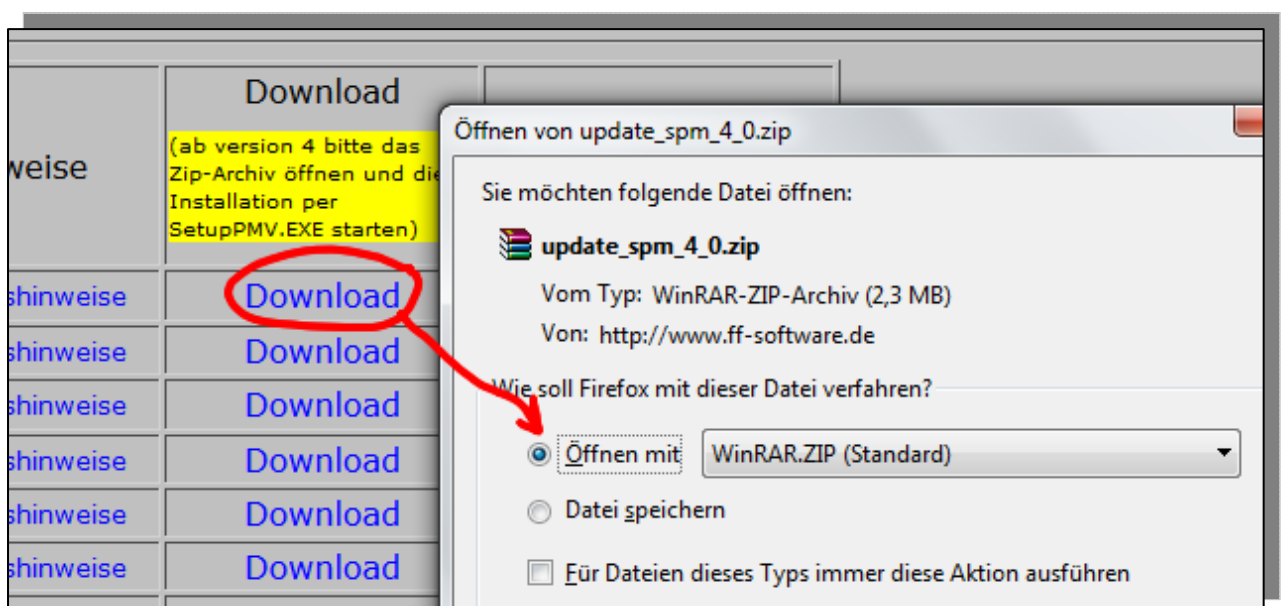 Download
(ab version 4 bitte das
Zip-Archiv öffnen und die
Installation per
SetupPMV.EXE starten)
weise
shinweise Download
shinweise Download
shinweise Download
shinweise Download
shinweise Download
shinweise Download
Öffnen von update_spm_4_0.zip
Sie möchten folgende Datei öffnen:
update_spm_4_0.zip
Vom Typ: WinRAR-ZIP-Archiv (2,3 MB)
Von: http://www.ff-software.de
Wie soll Firefox mit dieser Datei verfahren?
Öffnen mit WinRAR.ZIP (Standard)
Datei speichern
Für Dateien dieses Typs immer diese Aktion ausführen